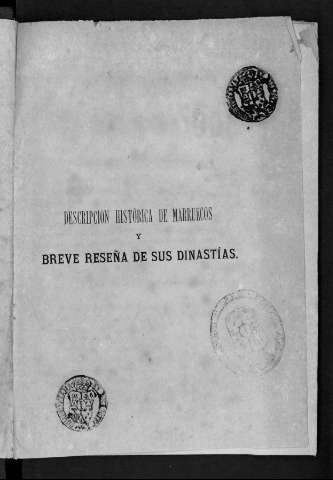 DESCRIPCION HISTÓRICA DE MARRUECOS
Y
BREVE RESEÑA DE SUS DINASTÍAS.